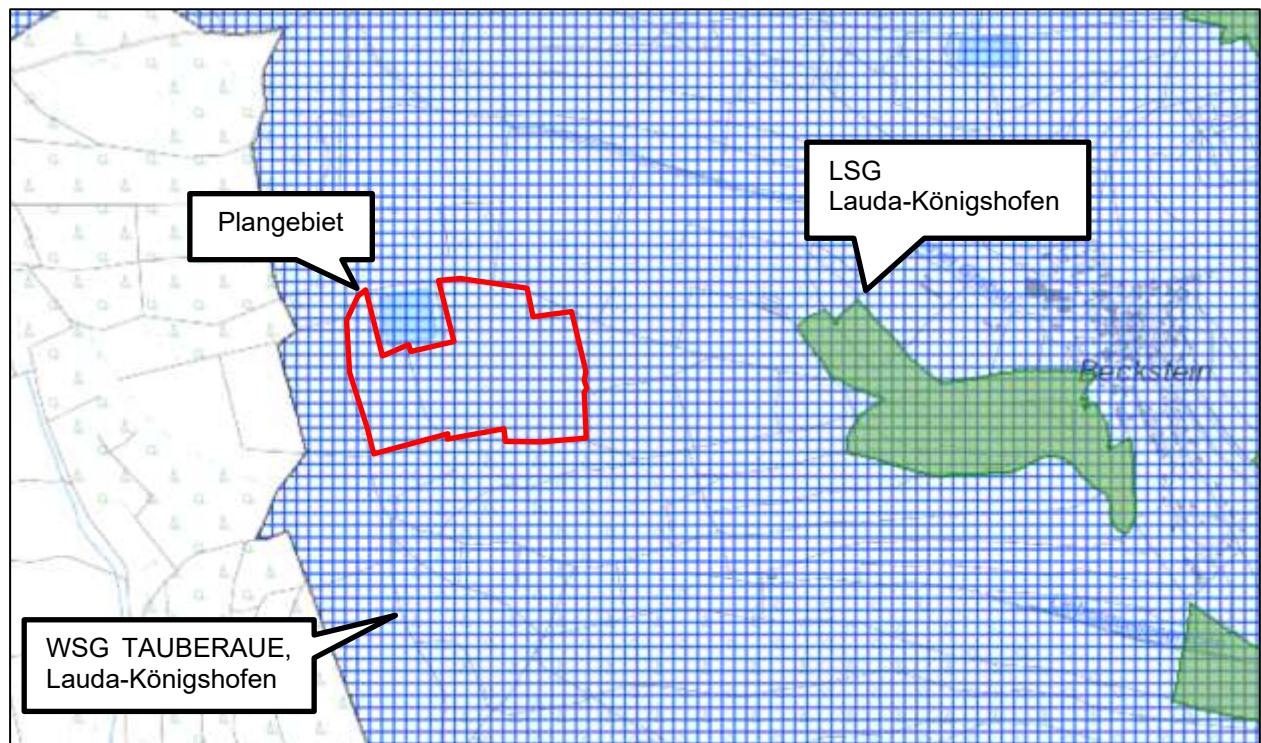 LSG
Lauda-Königshofen
Plangebiet
Beckstein
WSG TAUBERAUE,
Lauda-Königshofen